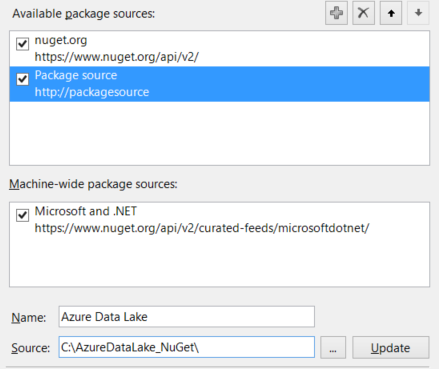 Available package sources:
nuget.org
https://www.nuget.org/api/v2/
Package source
http://packagesource
Machine-wide package sources:
Microsoft and .NET
https://www.nuget.org/api/v2/curated-feeds/microsoftdotnet/
Name: Azure Data Lake
Source: C:\AzureDataLake_NuGet\ ... Update